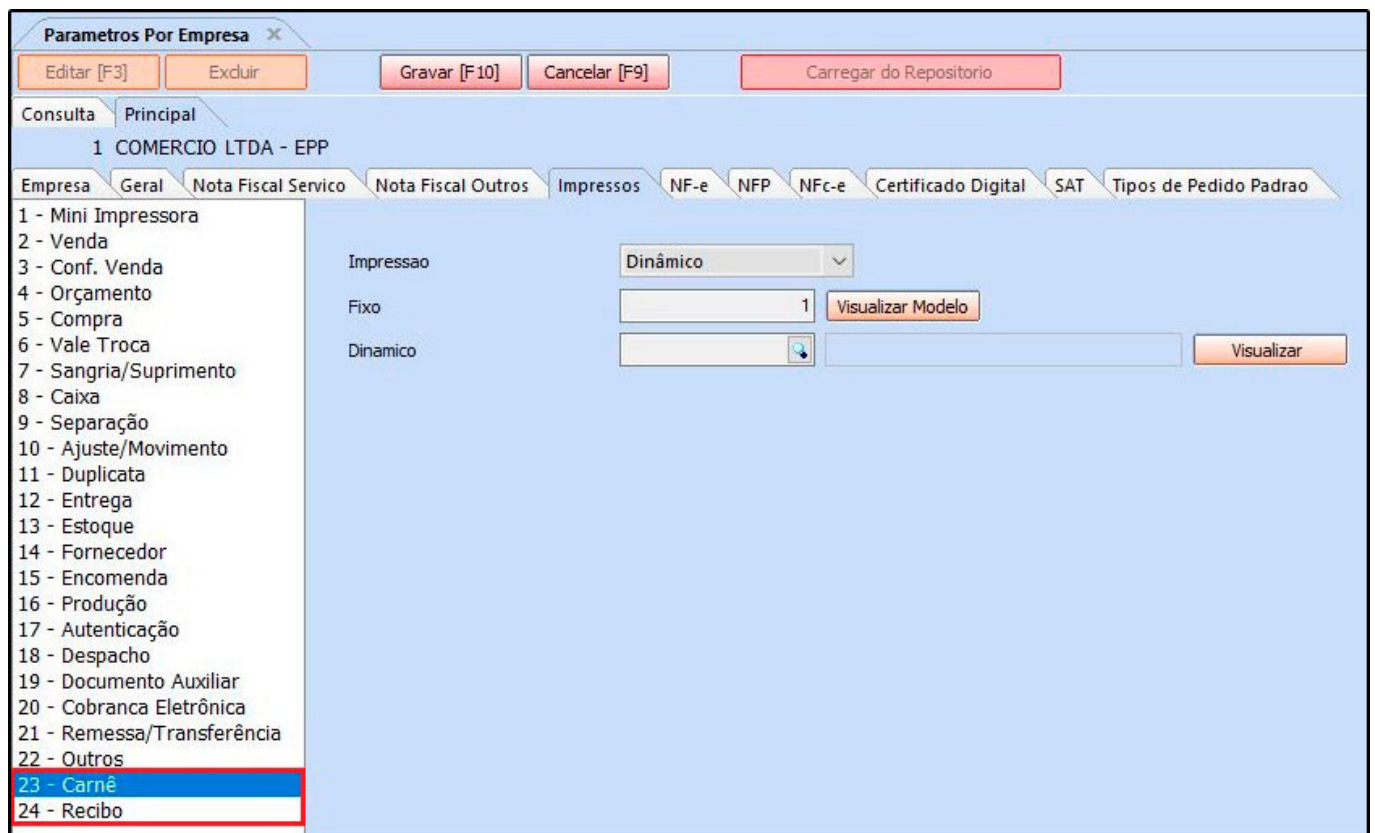 Parametros Por Empresa
Editar [F3] Excluir Gravar [F10] Cancelar [F9] Carregar do Repositorio
Consulta Principal
1 COMERCIO LTDA - EPP
Empresa Geral Nota Fiscal Servico Nota Fiscal Outros Impressos NF-e NFP NFc-e Certificado Digital SAT Tipos de Pedido Padrao
1 - Mini Impressora
2 - Venda
3 - Conf. Venda
4 - Orçamento
5 - Compra
6 - Vale Troca
7 - Sangria/Suprimento
8 - Caixa
9 - Separação
10 - Ajuste/Movimento
11 - Duplicata
12 - Entrega
13 - Estoque
14 - Fornecedor
15 - Encomenda
16 - Produção
17 - Autenticação
18 - Despacho
19 - Documento Auxiliar
20 - Cobranca Eletrônica
21 - Remessa/Transferência
22 - Outros
23 - Carnê
24 - Recibo
Impressao Dinâmico
Fixo 1 Visualizar Modelo
Dinamico Visualizar